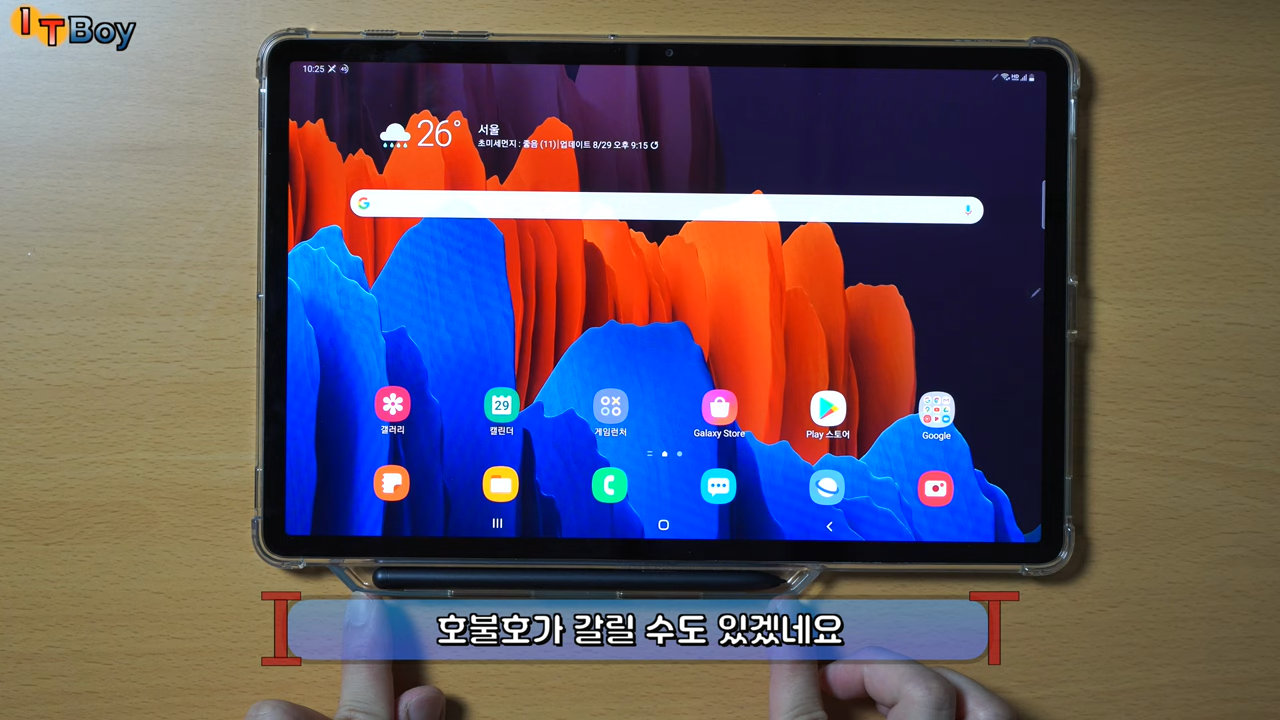 IT Boy
10:25
26°
서울
초미세먼지 : 좋음 (11) | 업데이트 8/29 오후 9:15
갤러리
29
캘린더
게임런처
Galaxy Store
Play 스토어
Google
I 호불호가 갈릴 수도 있겠네요 T